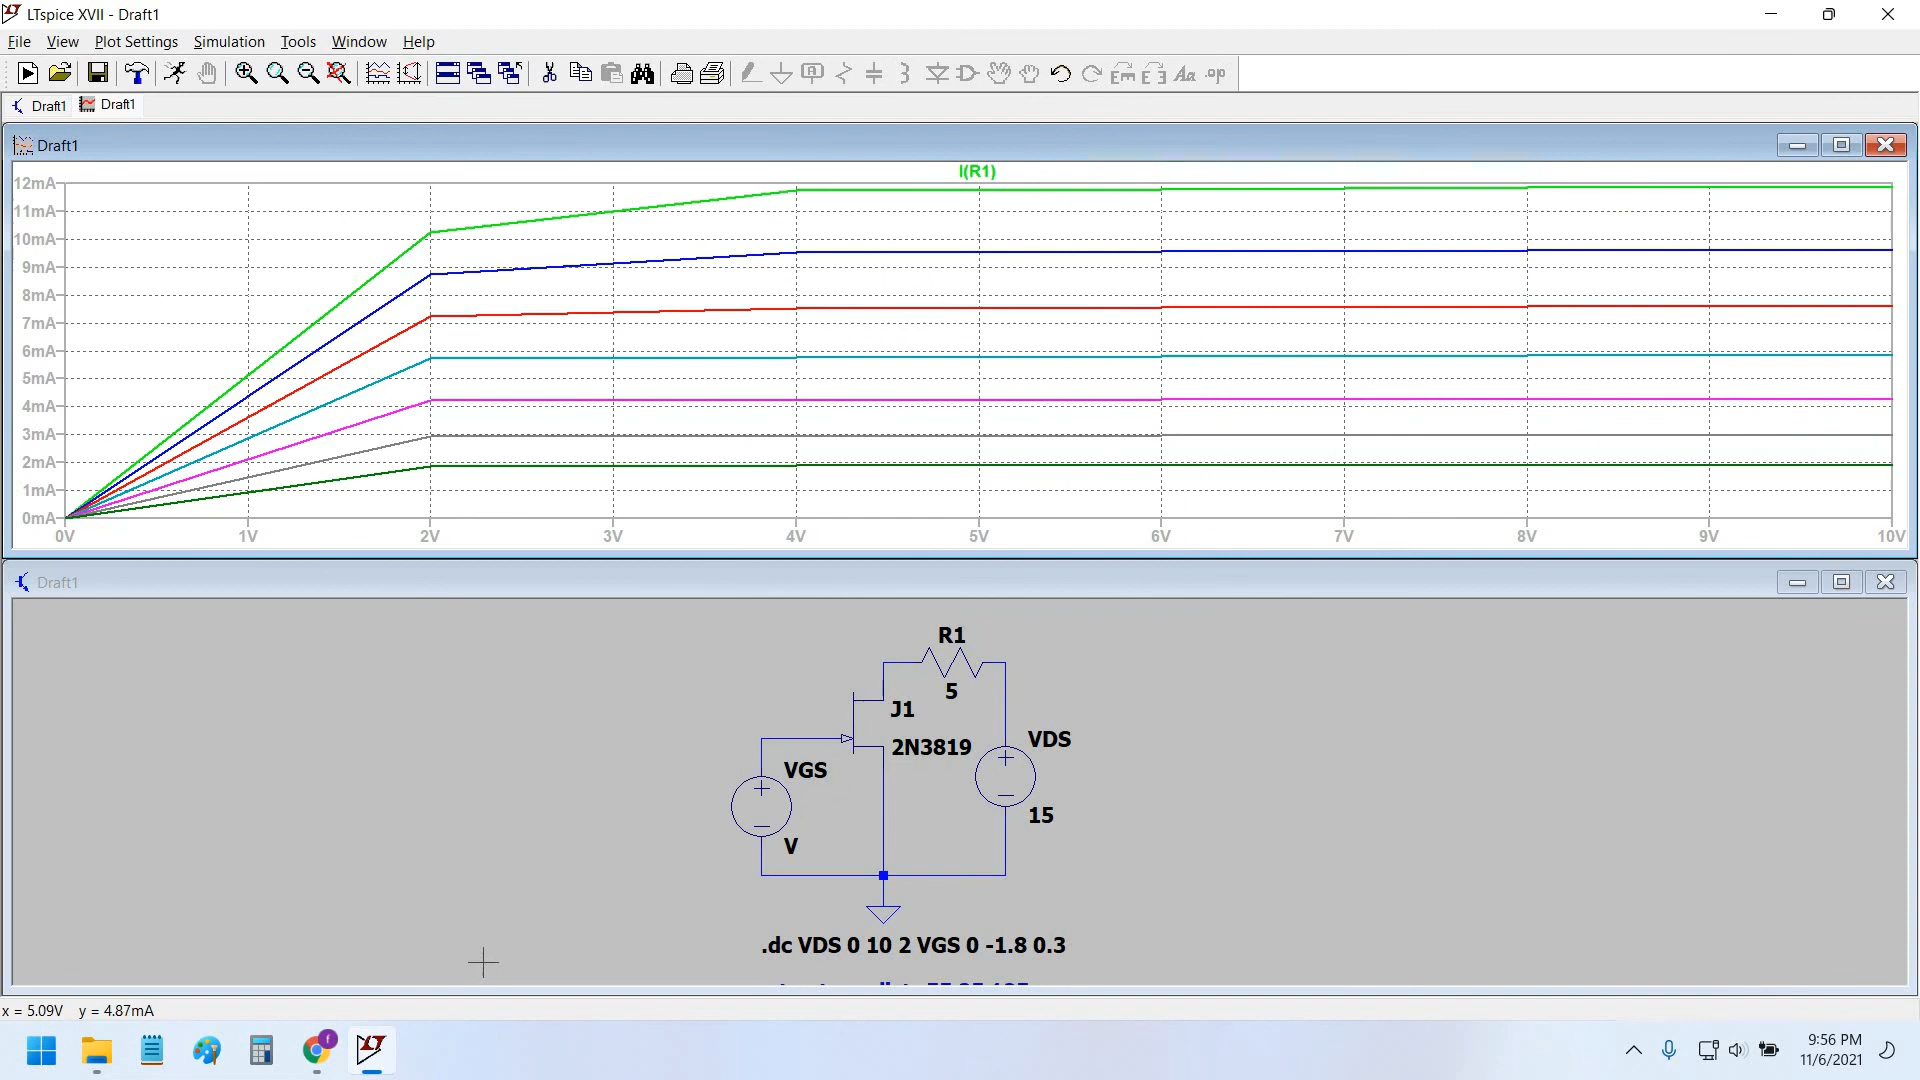 LTspice XVII - Draft1
File View Plot Settings Simulation Tools Window Help
Draft1 Draft1
Draft1
I(R1)
12mA
11mA
10mA
9mA
8mA
7mA
6mA
5mA
4mA
3mA
2mA
1mA
0mA
0V 1V 2V 3V 4V 5V 6V 7V 8V 9V 10V
Draft1
R1
5
J1
2N3819
VDS
15
VGS
V
.dc VDS 0 10 2 VGS 0 -1.8 0.3
x = 5.09V y = 4.87mA
9:56 PM
11/6/2021